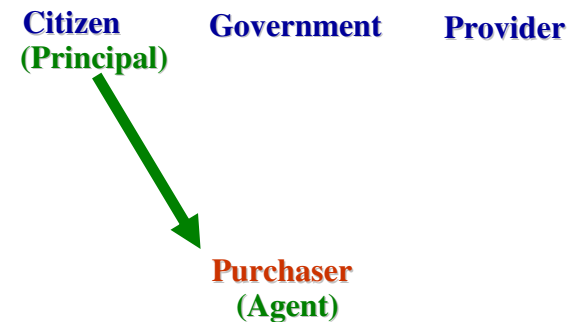 Citizen
(Principal)
Government
Provider
Purchaser
(Agent)